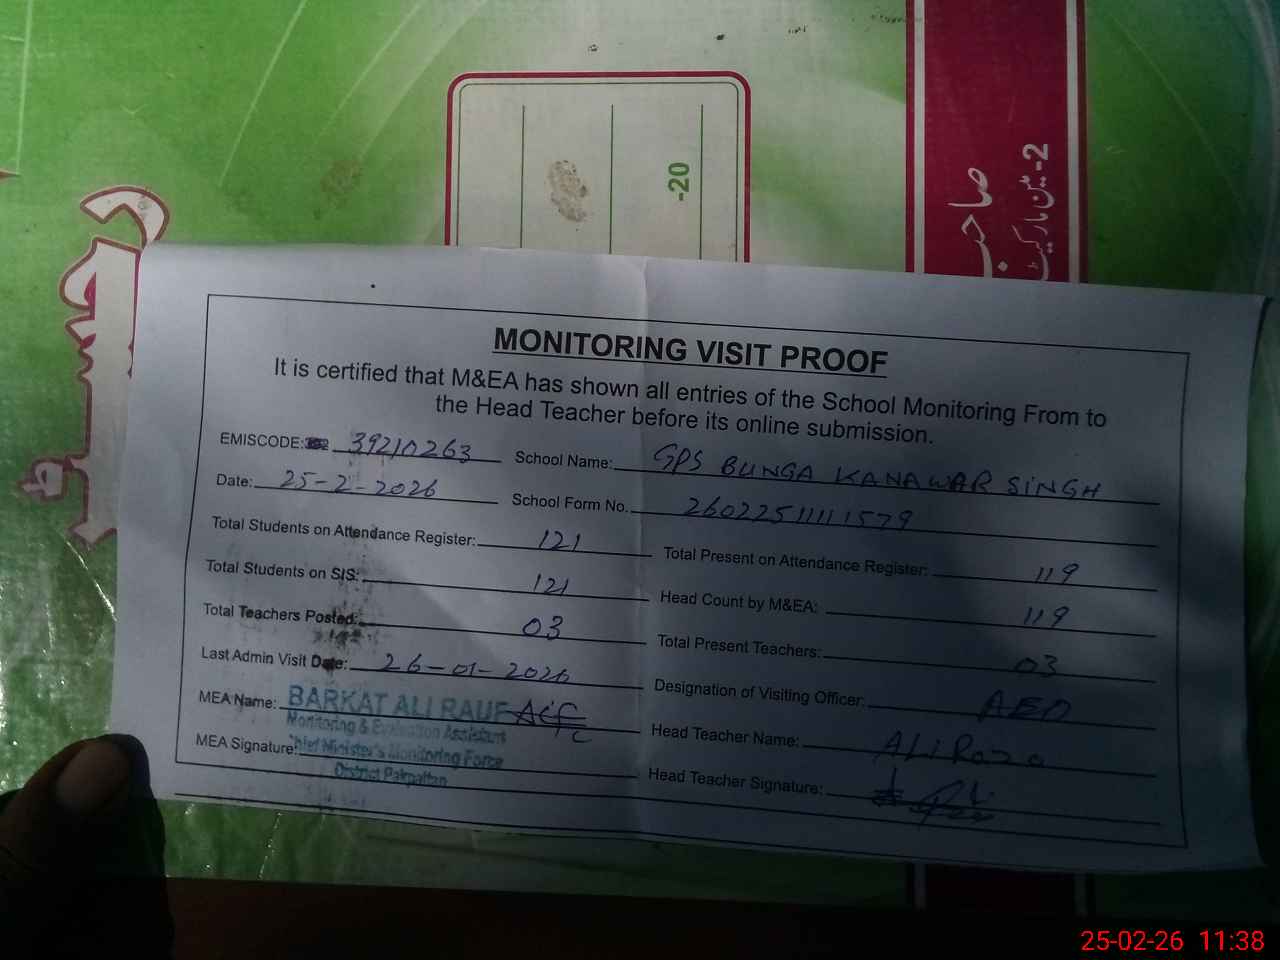 -20
صاحب
2-مین مارکیٹ
MONITORING VISIT PROOF
It is certified that M&EA has shown all entries of the School Monitoring From to
the Head Teacher before its online submission.
EMISCODE: 39210263 School Name: GPS BUNGA KANAWAR SINGH
Date: 25-2-2026 School Form No. 26022511111579
Total Students on Attendance Register: 121 Total Present on Attendance Register: 119
Total Students on SIS: 121 Head Count by M&EA: 119
Total Teachers Posted: 03 Total Present Teachers: 03
Last Admin Visit Date: 26-01-2026 Designation of Visiting Officer: AEO
MEA Name: BARKAT ALI RAUF Head Teacher Name: ALI Raza
Monitoring & Evaluation Assistant
MEA Signature: Chief Minister's Monitoring Force Head Teacher Signature:
District Pakpattan
25-02-26 11:38